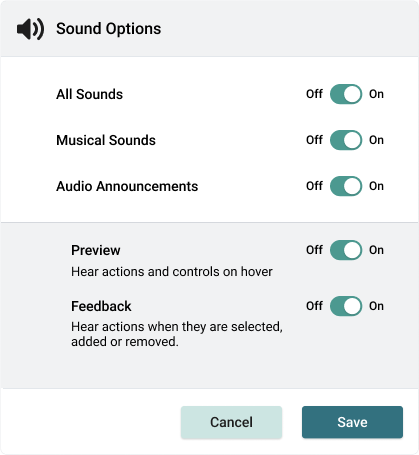 Sound Options
All Sounds Off On
Musical Sounds Off On
Audio Announcements Off On
Preview Off On
Hear actions and controls on hover
Feedback Off On
Hear actions when they are selected,
added or removed.
Cancel Save